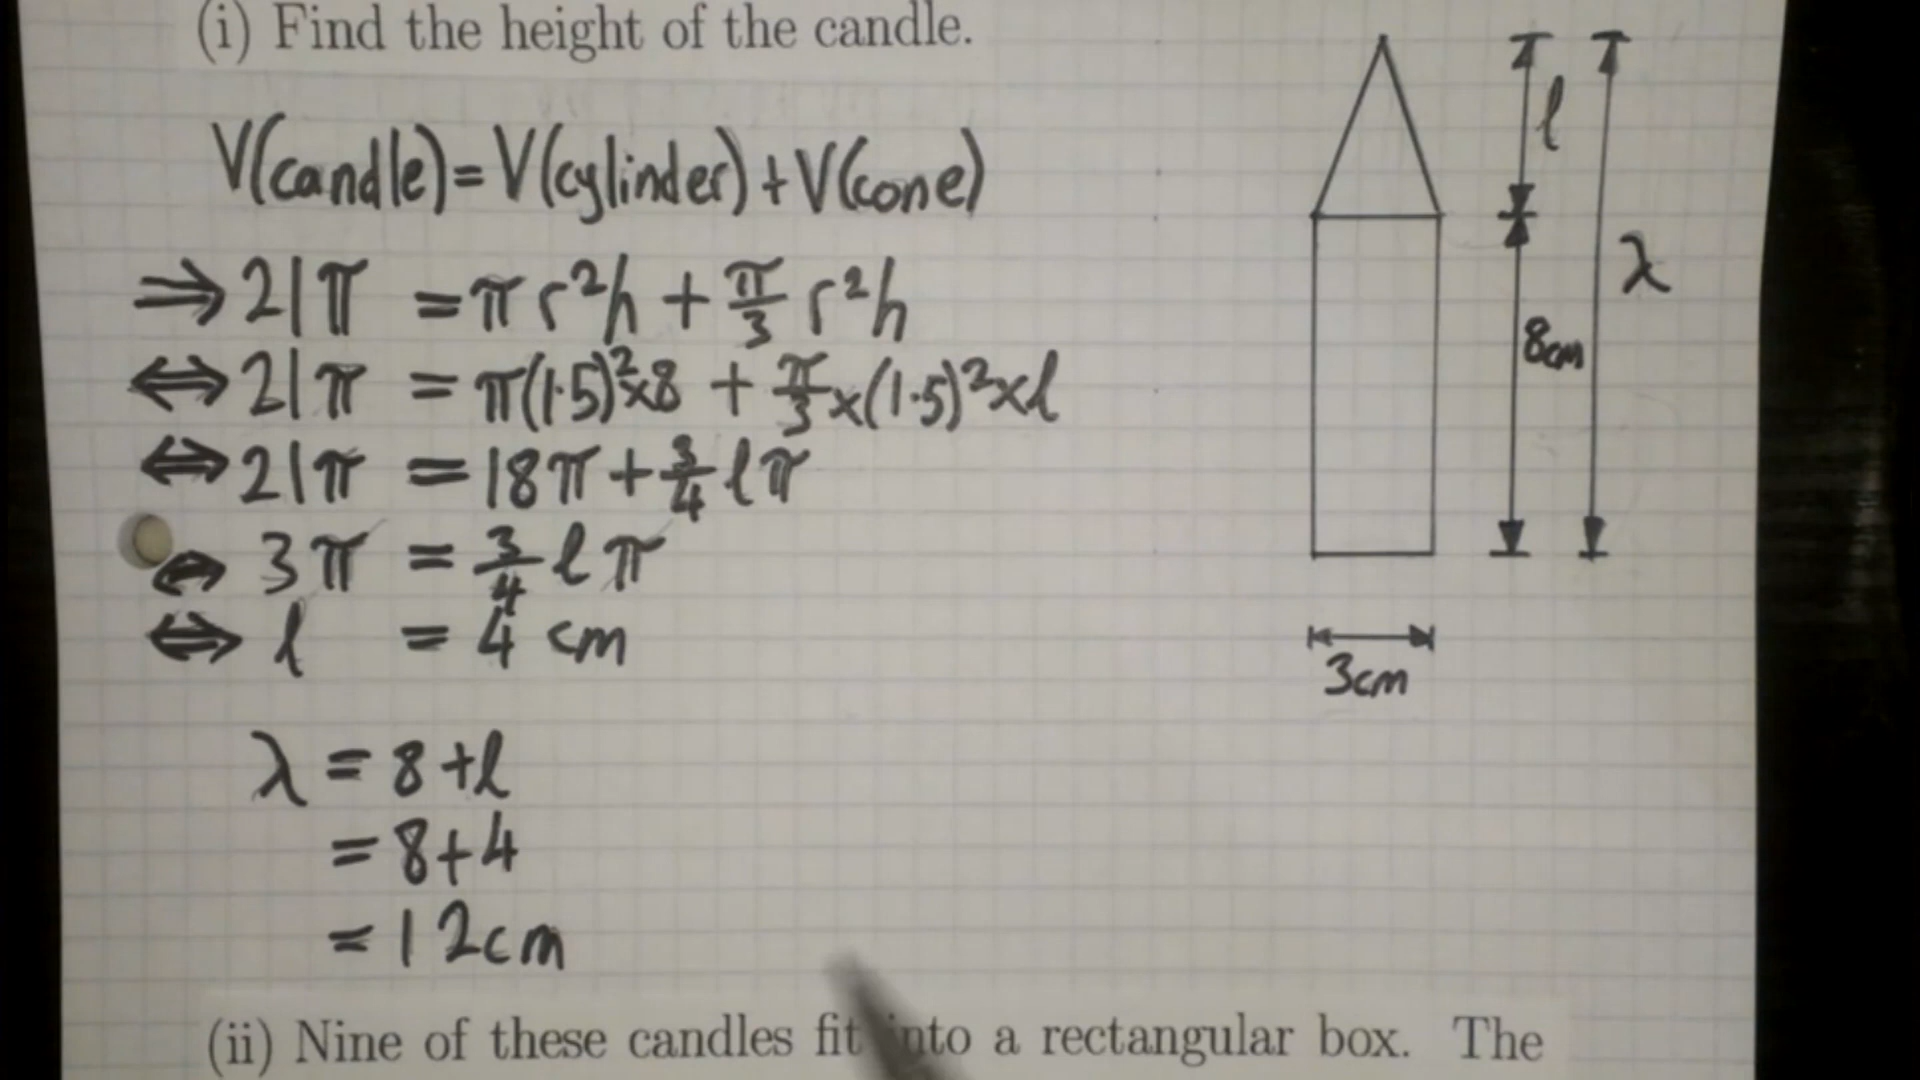 (i) Find the height of the candle.
V(candle)=V(cylinder)+V(cone)
⇒ 21π = πr²h + π/3 r²h
⇔ 21π = π(1·5)²×8 + π/3×(1·5)²×l
⇔ 21π = 18π + 3/4 lπ
⇔ 3π = 3/4 lπ
⇔ l = 4 cm
λ = 8+l
= 8+4
= 12cm
l
λ
8cm
3cm
(ii) Nine of these candles fit into a rectangular box. The